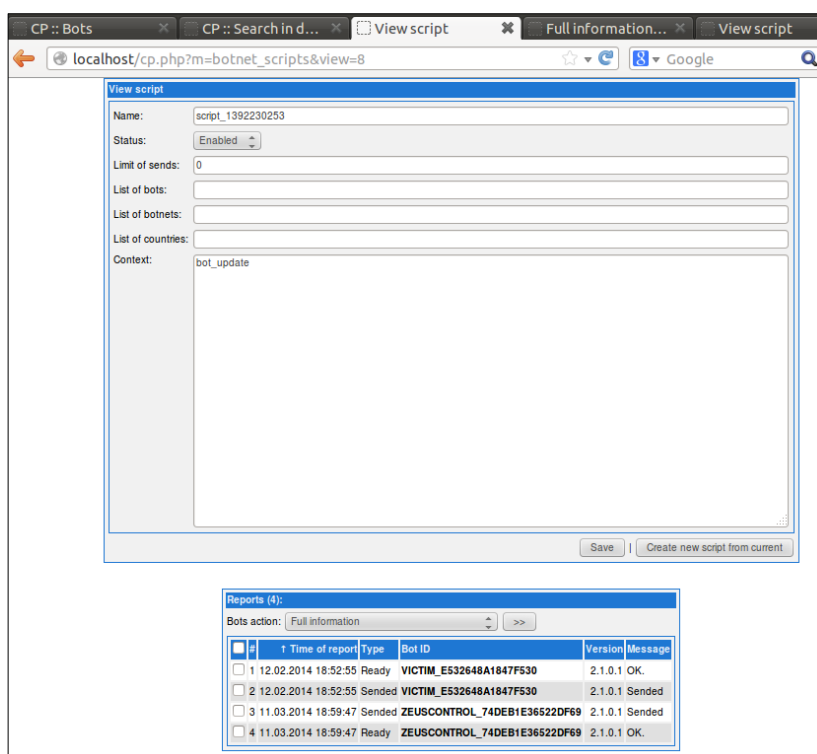 CP :: Bots CP :: Search in d... View script Full information... View script
localhost/cp.php?m=botnet_scripts&view=8 Google
View script
Name: script_1392230253
Status: Enabled
Limit of sends: 0
List of bots:
List of botnets:
List of countries:
Context: bot_update
Save | Create new script from current
Reports (4):
Bots action: Full information >>
# ↑ Time of report Type Bot ID Version Message
1 12.02.2014 18:52:55 Ready VICTIM_E532648A1847F530 2.1.0.1 OK.
2 12.02.2014 18:52:55 Sended VICTIM_E532648A1847F530 2.1.0.1 Sended
3 11.03.2014 18:59:47 Sended ZEUSCONTROL_74DEB1E36522DF69 2.1.0.1 Sended
4 11.03.2014 18:59:47 Ready ZEUSCONTROL_74DEB1E36522DF69 2.1.0.1 OK.